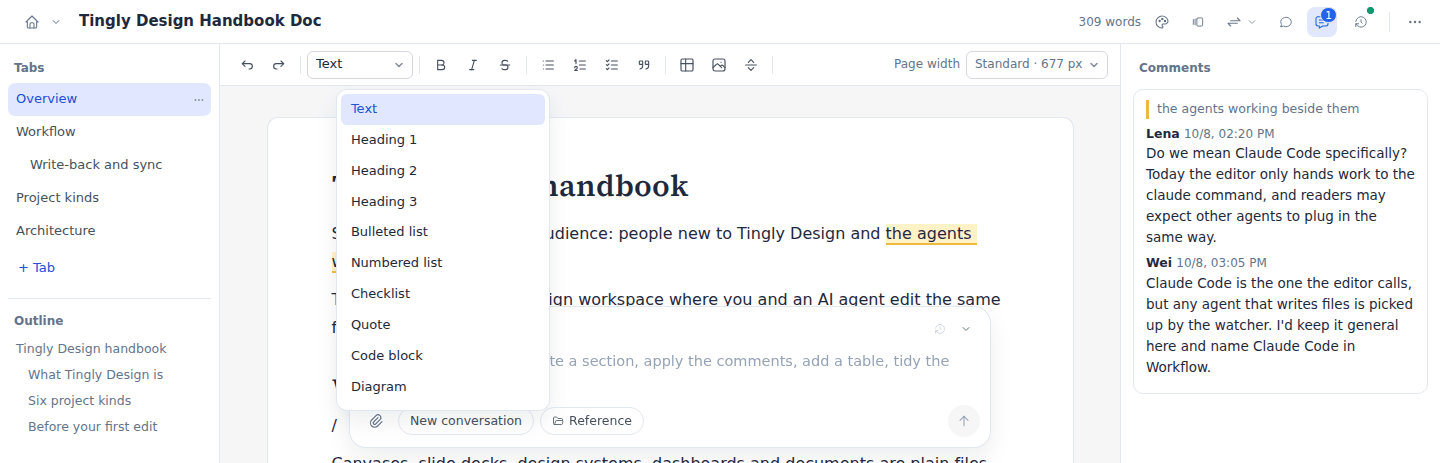 Tingly Design Handbook Doc
309 words
1
Tabs
Overview
Workflow
Write-back and sync
Project kinds
Architecture
+ Tab
Outline
Tingly Design handbook
What Tingly Design is
Six project kinds
Before your first edit
Text
Page width
Standard · 677 px
Text
Heading 1
Heading 2
Heading 3
Bulleted list
Numbered list
Checklist
Quote
Code block
Diagram
handbook
udience: people new to Tingly Design and the agents
ign workspace where you and an AI agent edit the same
te a section, apply the comments, add a table, tidy the
/
New conversation
Reference
Canvases, slide decks, design systems, dashboards and documents are plain files
Comments
the agents working beside them
Lena 10/8, 02:20 PM
Do we mean Claude Code specifically?
Today the editor only hands work to the
claude command, and readers may
expect other agents to plug in the
same way.
Wei 10/8, 03:05 PM
Claude Code is the one the editor calls,
but any agent that writes files is picked
up by the watcher. I'd keep it general
here and name Claude Code in
Workflow.